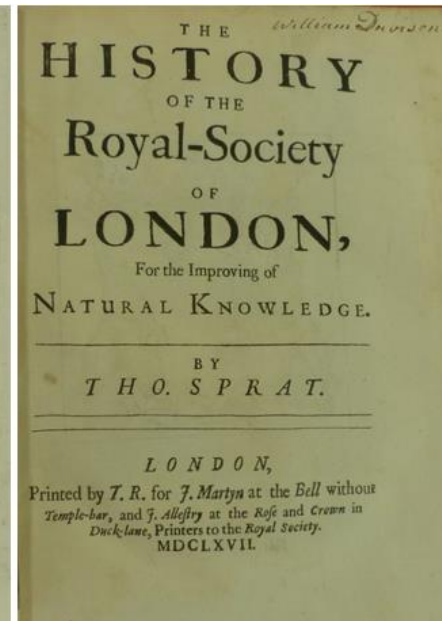 William Davison
THE
HISTORY
OF THE
Royal-Society
OF
LONDON,
For the Improving of
NATURAL KNOWLEDGE.
BY
THO. SPRAT.
LONDON,
Printed by T. R. for J. Martyn at the Bell without
Temple-bar, and J. Allestry at the Rose and Crown in
Duck-lane, Printers to the Royal Society.
MDCLXVII.